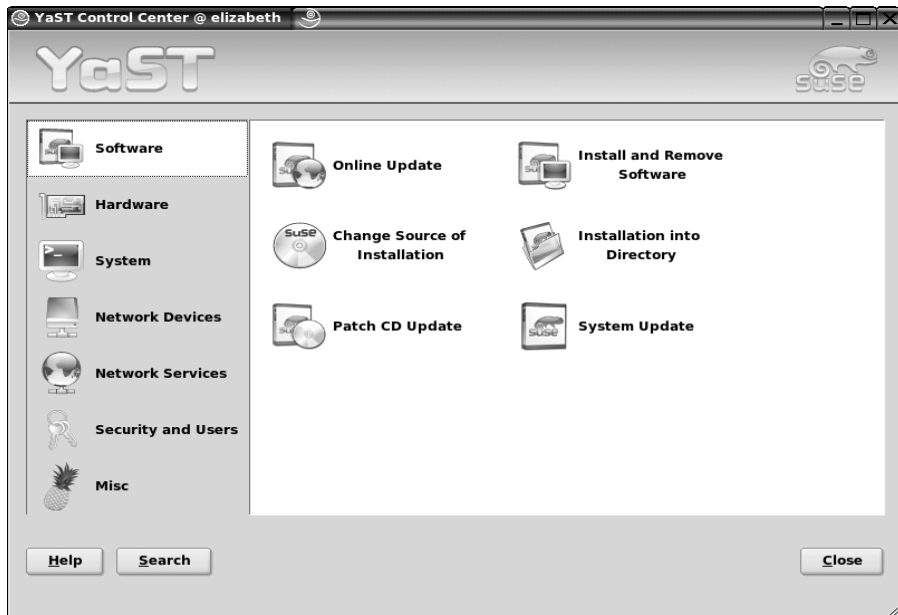 YaST Control Center @ elizabeth
YaST
SUSE
Software
Hardware
System
Network Devices
Network Services
Security and Users
Misc
Online Update
Install and Remove
Software
Change Source of
Installation
Installation into
Directory
Patch CD Update
System Update
Help
Search
Close